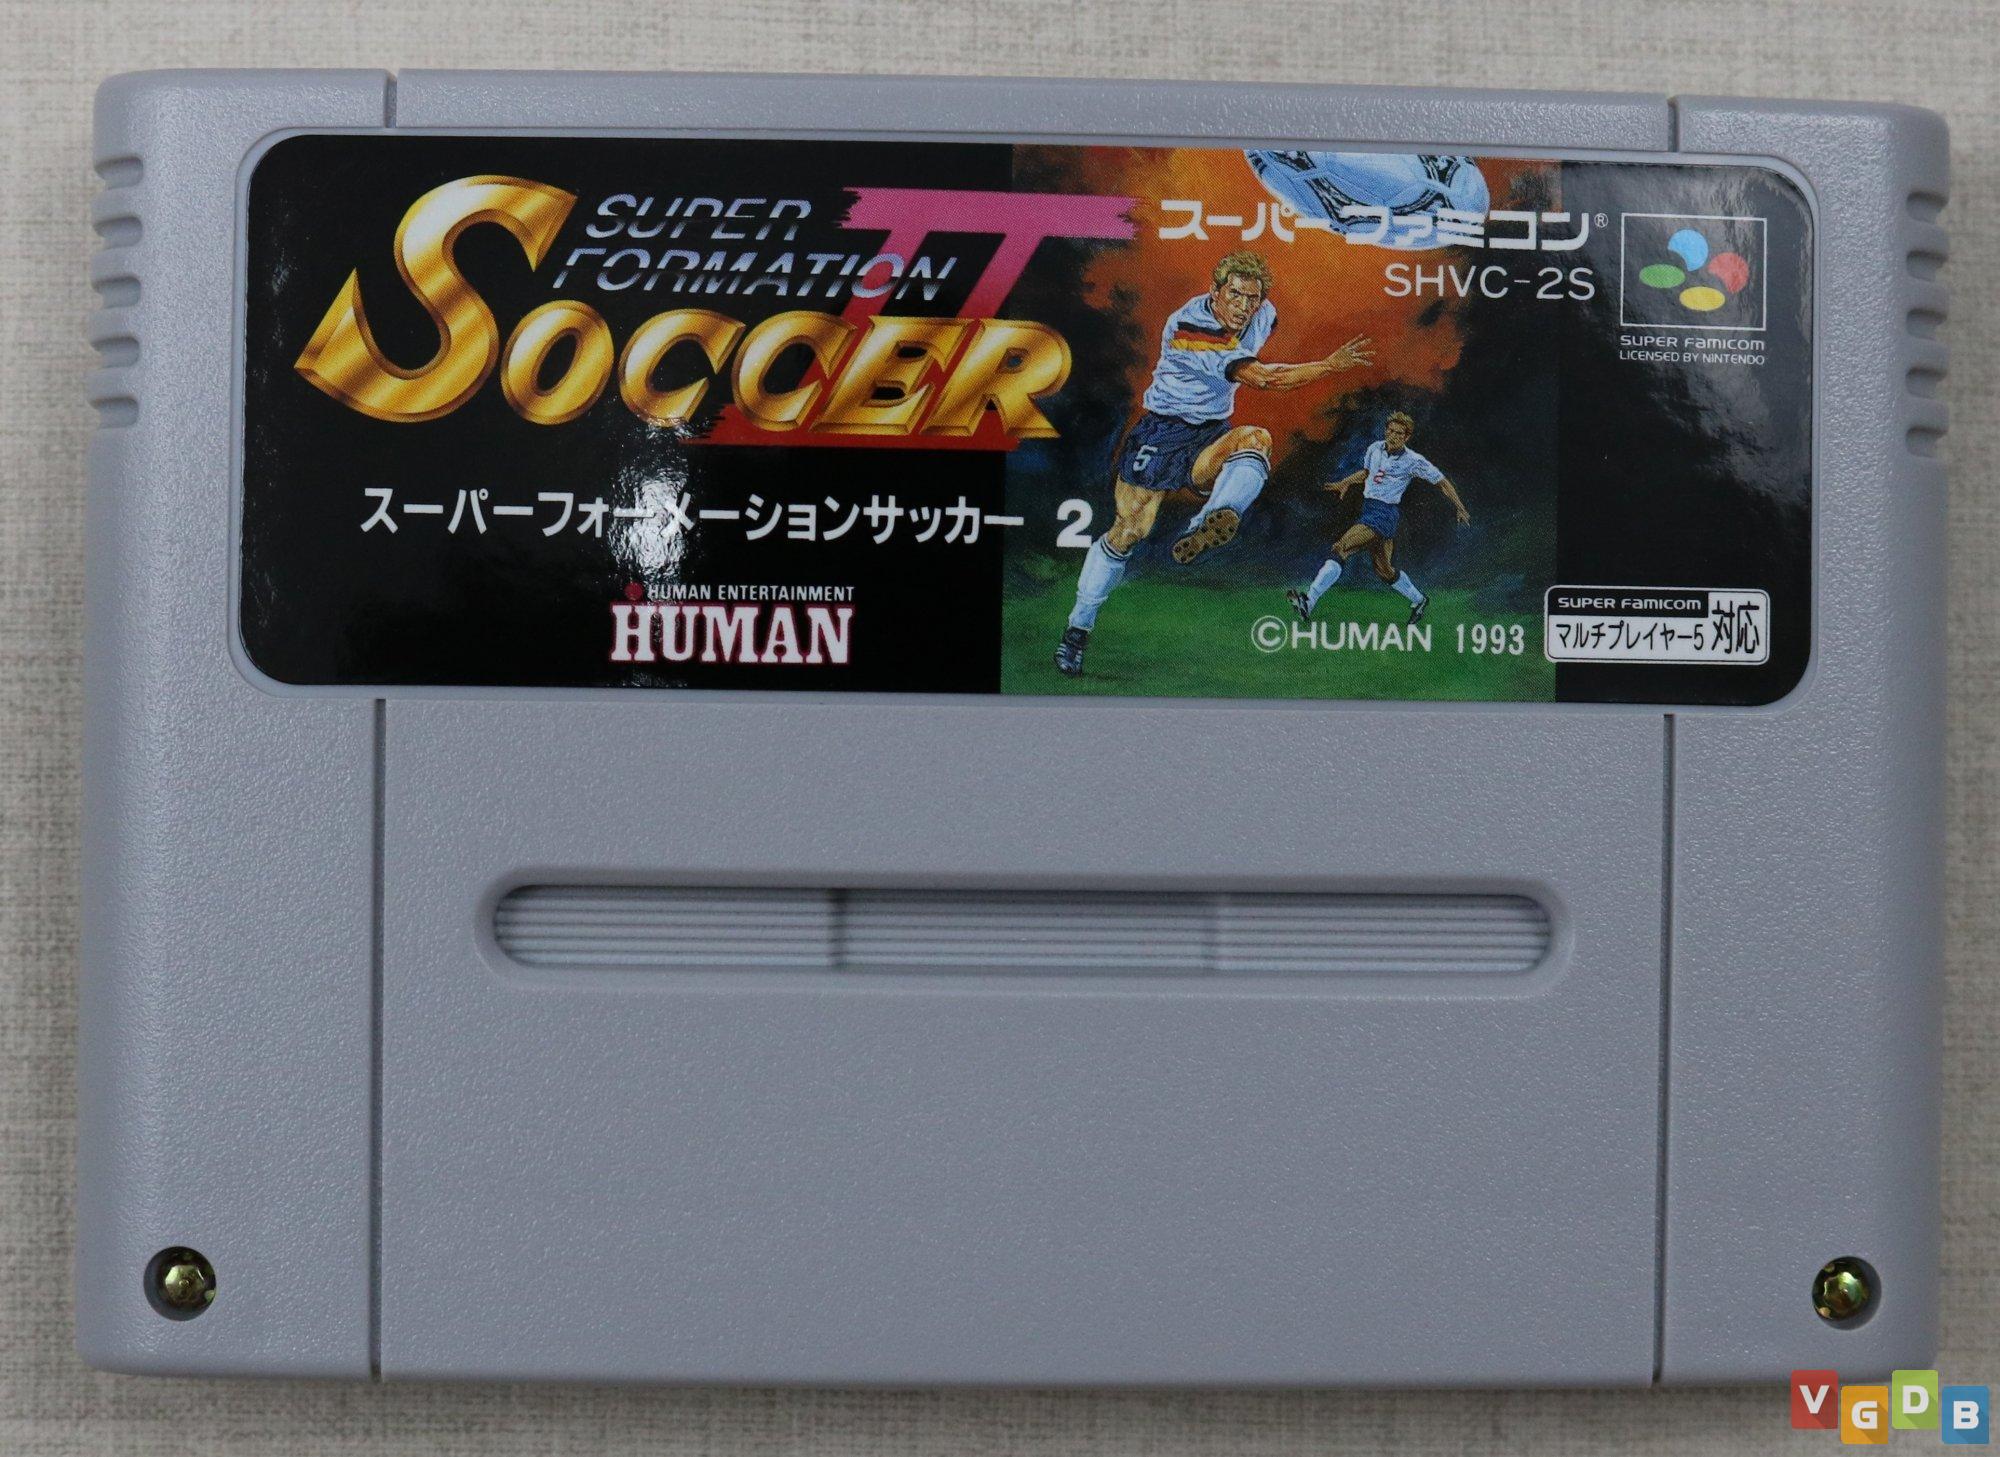 SUPER
FORMATION
SOCCER II
スーパーフォーメーションサッカー 2
HUMAN ENTERTAINMENT
HUMAN
スーパーファミコン®
SHVC-2S
SUPER FAMICOM
LICENSED BY NINTENDO
5
2
©HUMAN 1993
SUPER FAMICOM
マルチプレイヤー5 対応
VGDB